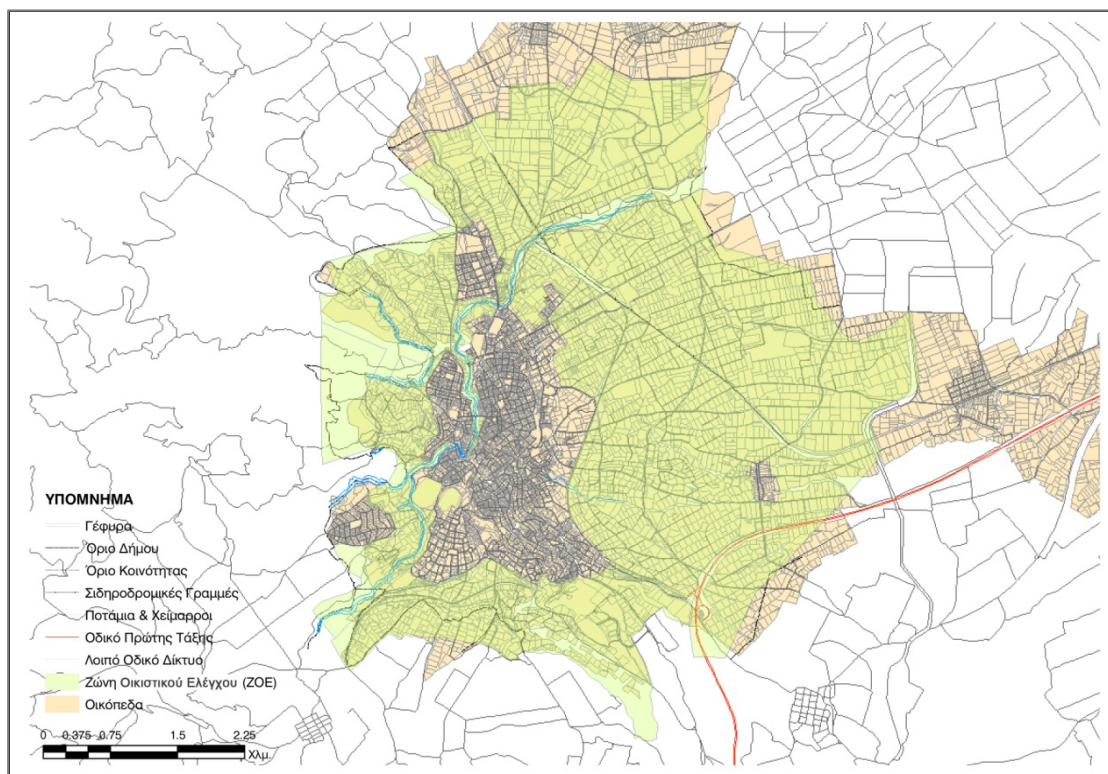 ΥΠΟΜΝΗΜΑ
Γέφυρα
Όριο Δήμου
Όριο Κοινότητας
Σιδηροδρομικές Γραμμές
Ποτάμια & Χείμαρροι
Οδικό Πρώτης Τάξης
Λοιπό Οδικό Δίκτυο
Ζώνη Οικιστικού Ελέγχου (ΖΟΕ)
Οικόπεδα
0 0.375 0.75 1.5 2.25
Χλμ.